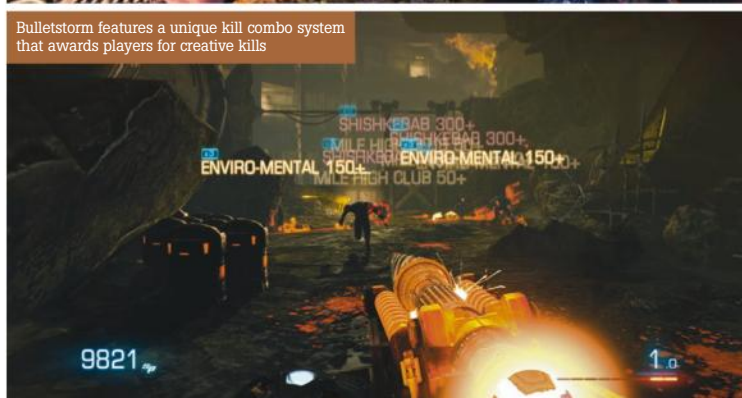 Bulletstorm features a unique kill combo system
that awards players for creative kills
SHISHKEBAB 300+
SHISHKEBAB 300+
ENVIRO-MENTAL 150+
ENVIRO-MENTAL 150+
MILE HIGH CLUB 50+
9821
1